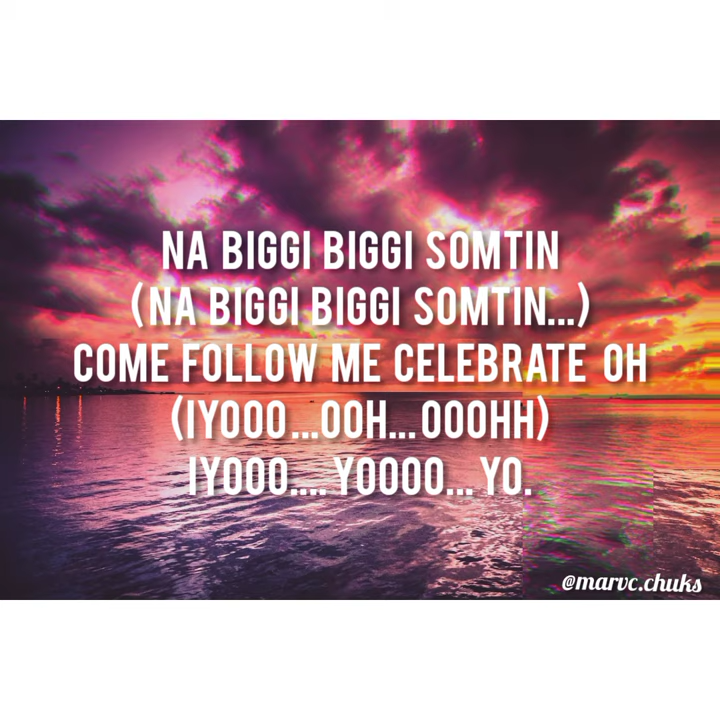 NA BIGGI BIGGI SOMTIN
(NA BIGGI BIGGI SOMTIN...)
COME FOLLOW ME CELEBRATE OH
(IYOOO ...OOH... OOOHH)
IYOOO.... YOOOO... YO.
@marvc.chuks